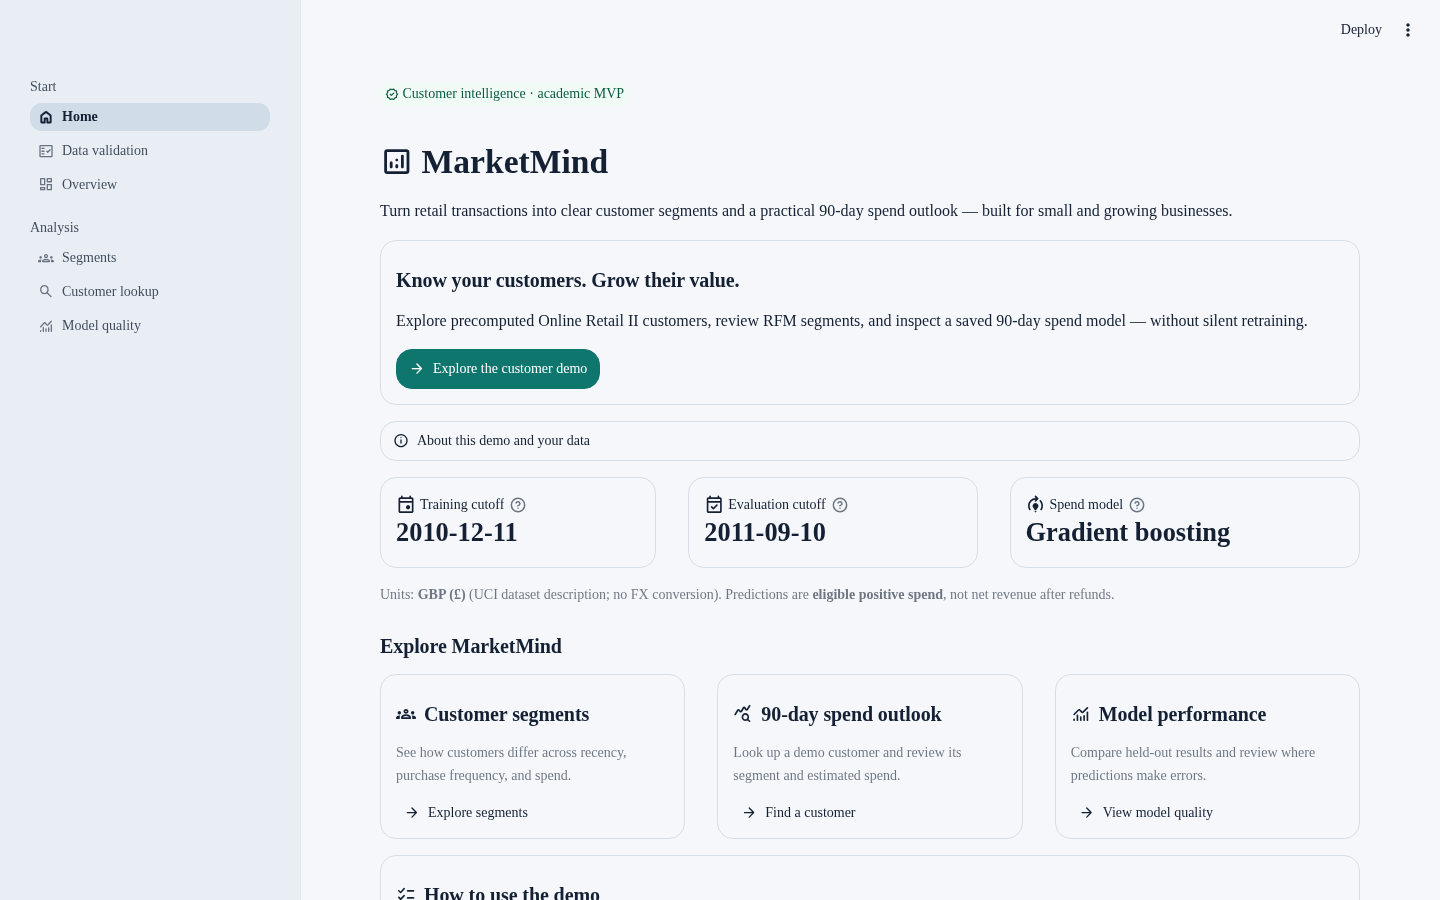 Deploy
Start
Home
Data validation
Overview
Analysis
Segments
Customer lookup
Model quality
Customer intelligence · academic MVP
MarketMind
Turn retail transactions into clear customer segments and a practical 90-day spend outlook — built for small and growing businesses.
Know your customers. Grow their value.
Explore precomputed Online Retail II customers, review RFM segments, and inspect a saved 90-day spend model — without silent retraining.
Explore the customer demo
About this demo and your data
Training cutoff
2010-12-11
Evaluation cutoff
2011-09-10
Spend model
Gradient boosting
Units: GBP (£) (UCI dataset description; no FX conversion). Predictions are eligible positive spend, not net revenue after refunds.
Explore MarketMind
Customer segments
See how customers differ across recency,
purchase frequency, and spend.
Explore segments
90-day spend outlook
Look up a demo customer and review its
segment and estimated spend.
Find a customer
Model performance
Compare held-out results and review where
predictions make errors.
View model quality
How to use the demo